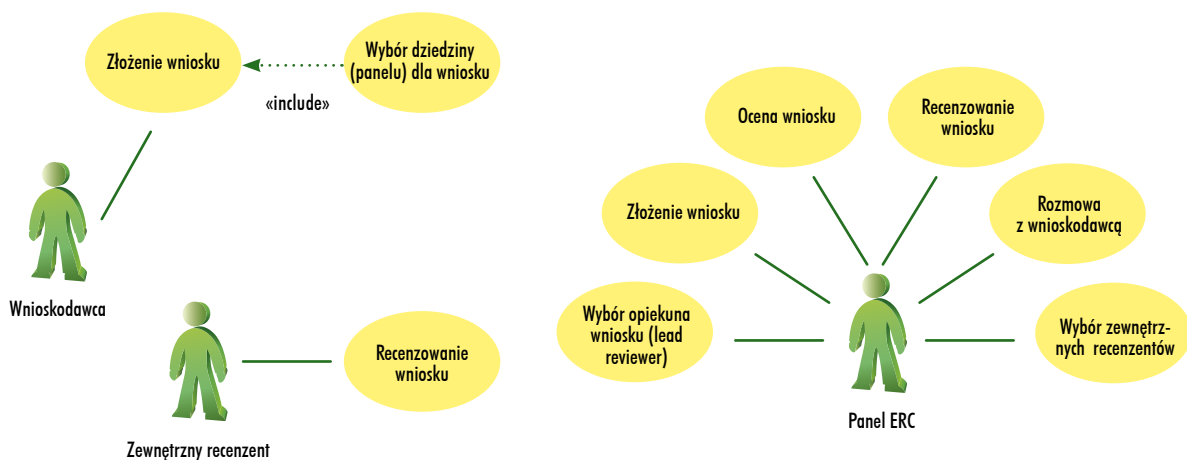 Złożenie wniosku
Wybór dziedziny
(panelu) dla wniosku
«include»
Wnioskodawca
Recenzowanie
wniosku
Zewnętrzny recenzent
Ocena wniosku
Recenzowanie
wniosku
Złożenie wniosku
Rozmowa
z wnioskodawcą
Wybór opiekuna
wniosku (lead
reviewer)
Wybór zewnętrz-
nych recenzentów
Panel ERC